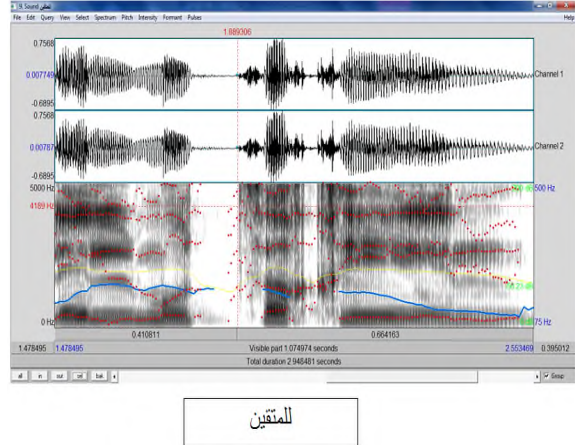 9. Sound للمتقين
File Edit Query View Select Spectrum Pitch Intensity Formant Pulses Help
1.889306
0.7568
0.007749
-0.6895
Channel 1
0.7568
0.00787
-0.6895
Channel 2
5000 Hz
500 Hz
4189 Hz
0 Hz
75 Hz
0.410811 0.664163
1.478495 1.478495 Visible part 1.074974 seconds 2.553469 0.395012
Total duration 2.948481 seconds
all in out sel bak Group
للمتقين